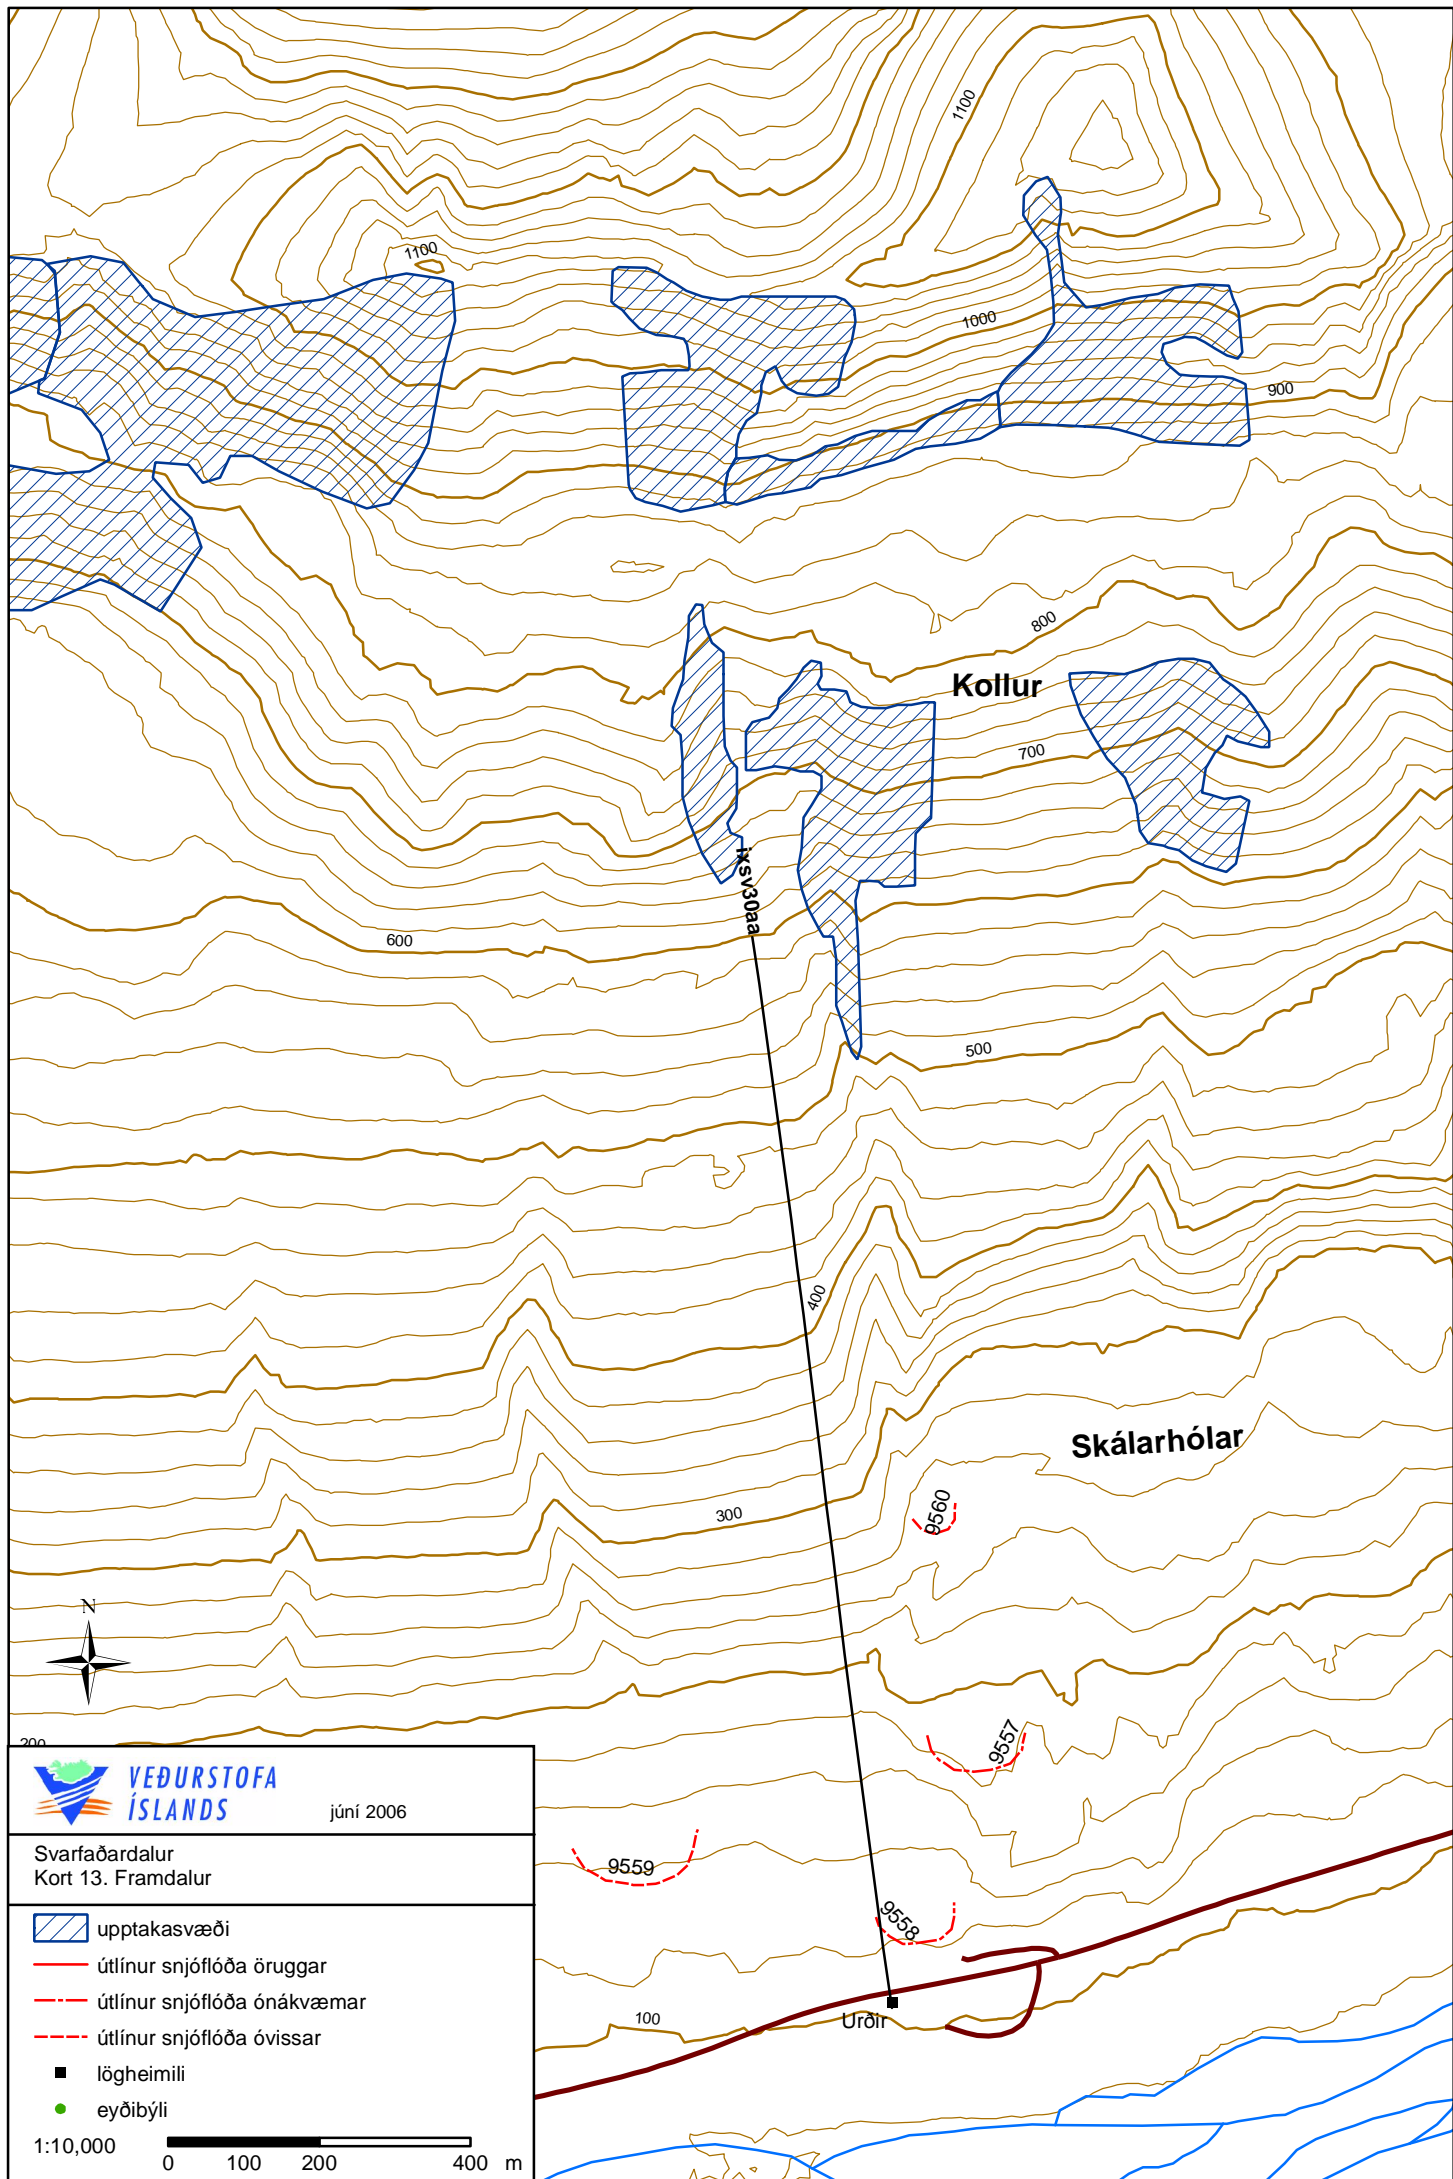 1100
1100
1000
900
800
Kollur
700
ixsv30aa
600
500
400
Skálarhólar
9560
300
N
9557
200
VEÐURSTOFA
ÍSLANDS
júní 2006
Svarfaðardalur
Kort 13. Framdalur
9559
9558
upptakasvæði
útlínur snjóflóða öruggar
útlínur snjóflóða ónákvæmar
útlínur snjóflóða óvissar
lögheimili
eyðibýli
100
Urðir
1:10,000
0 100 200 400 m